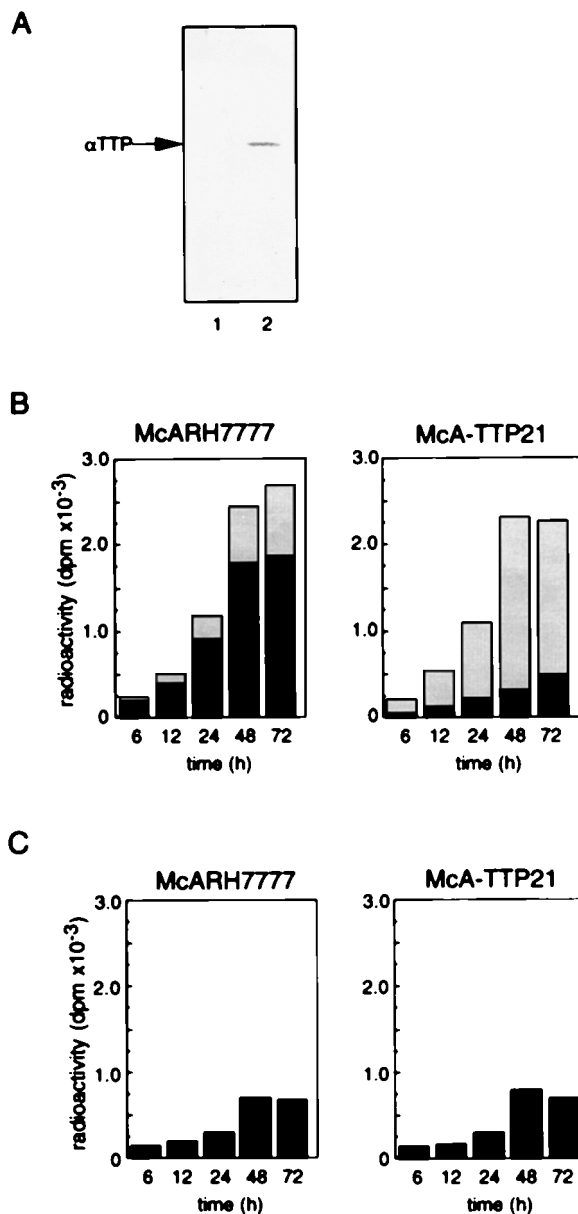 A
αTTP
1 2
B
McARH7777 McA-TTP21
3.0 3.0
2.0 2.0
1.0 1.0
0 0
radioactivity (dpm x10⁻³)
6 12 24 48 72 6 12 24 48 72
time (h) time (h)
C
McARH7777 McA-TTP21
3.0 3.0
2.0 2.0
1.0 1.0
0 0
radioactivity (dpm x10⁻³)
6 12 24 48 72 6 12 24 48 72
time (h) time (h)